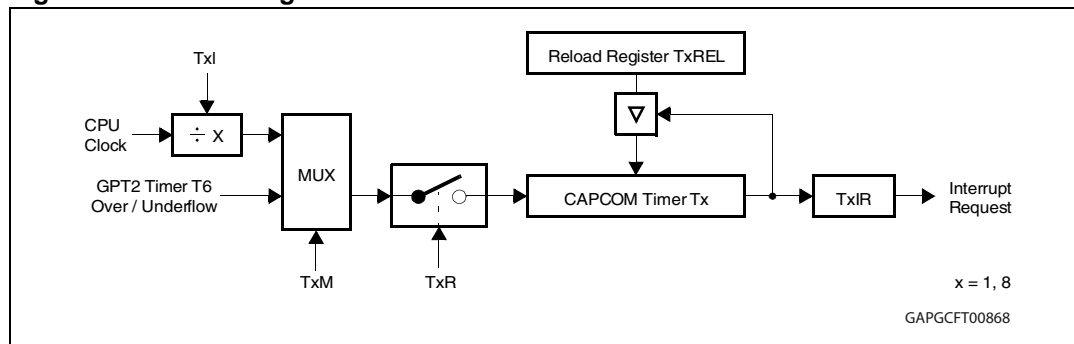 Reload Register TxREL
TxI
CPU
Clock
÷ X
MUX
GPT2 Timer T6
Over / Underflow
CAPCOM Timer Tx
TxIR
Interrupt
Request
TxM
TxR
x = 1, 8
GAPGCFT00868